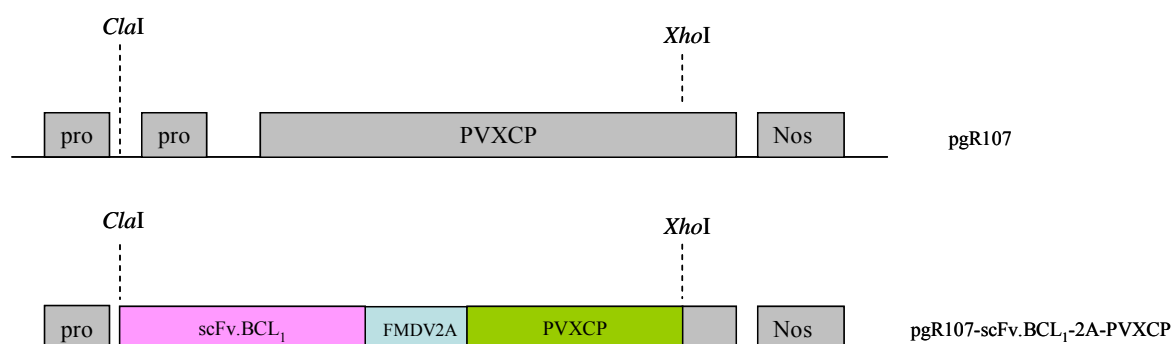 ClaI
XhoI
pro pro PVXCP Nos pgR107
ClaI XhoI
pro scFv.BCL₁ FMDV2A PVXCP Nos pgR107-scFv.BCL₁-2A-PVXCP